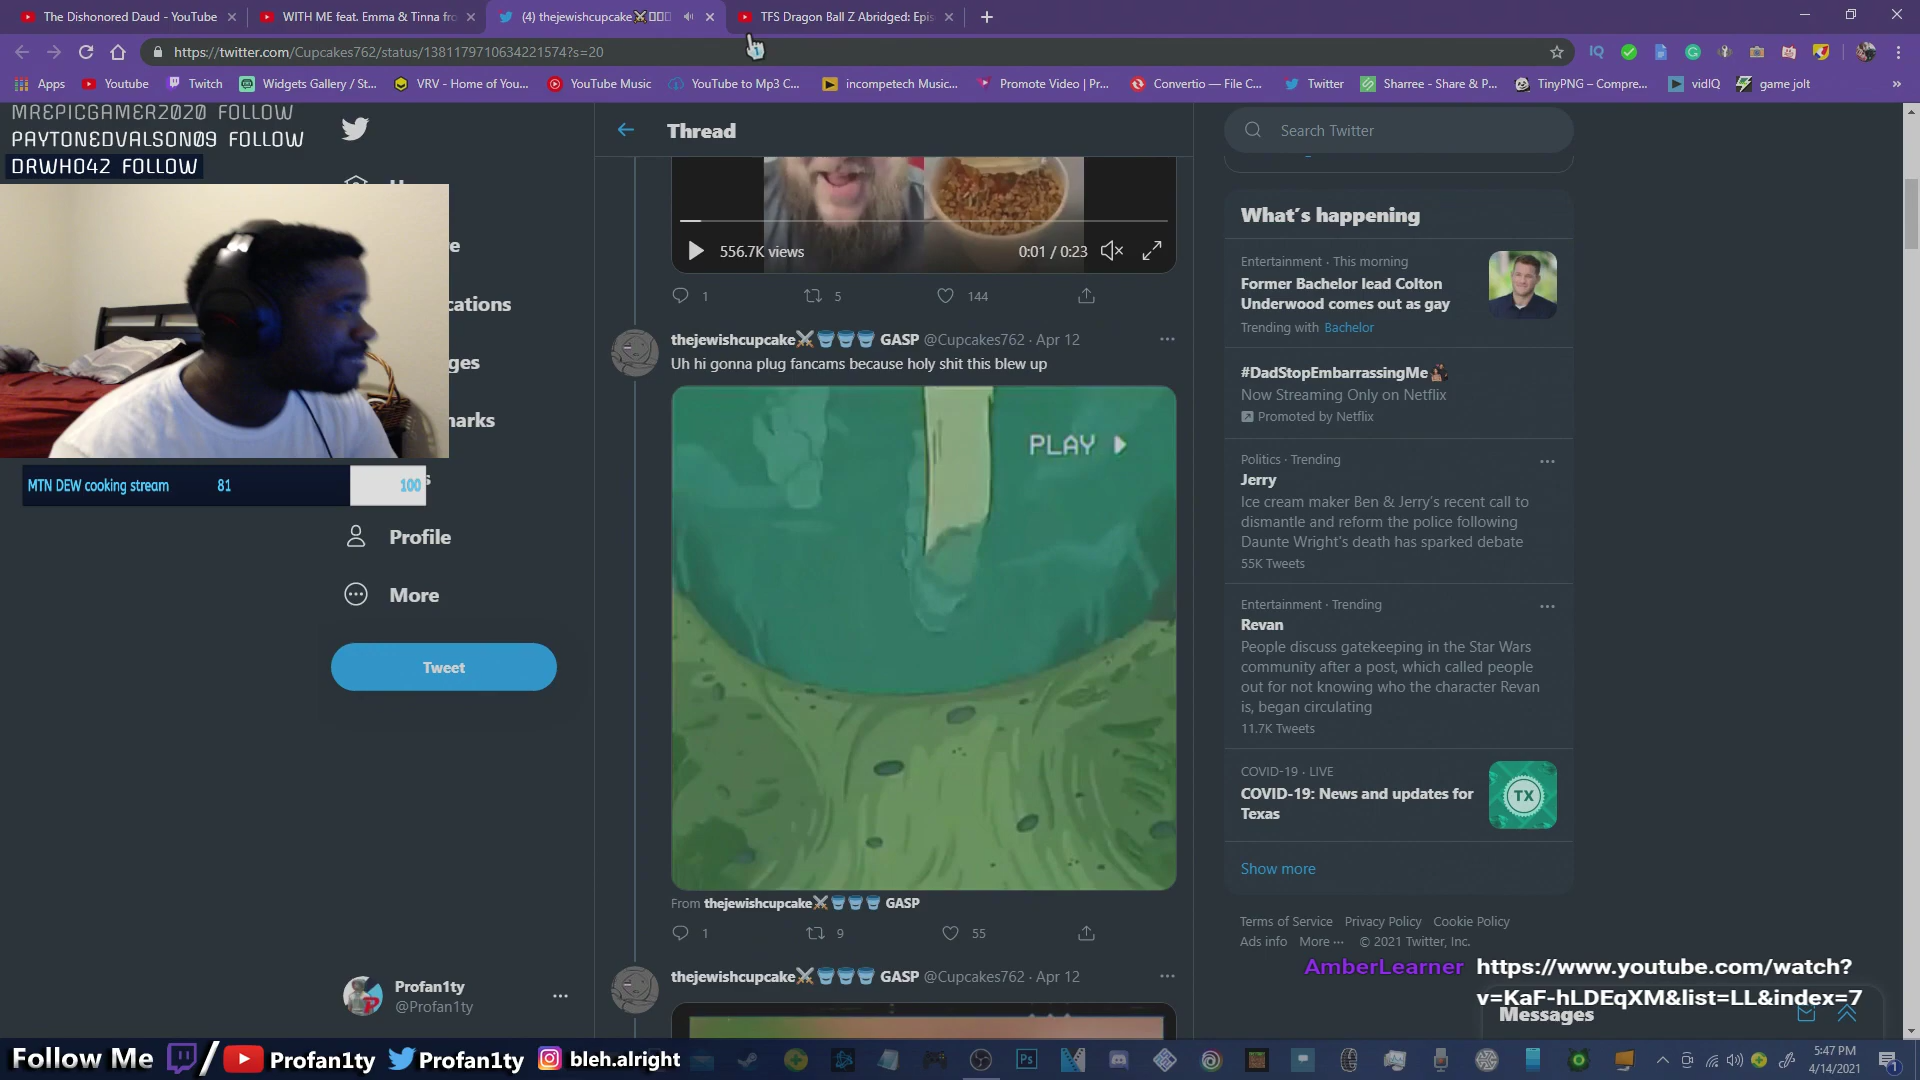 The Dishonored Daud - YouTube
WITH ME feat. Emma & Tinna fro
(4) thejewishcupcake
TFS Dragon Ball Z Abridged: Epis
https://twitter.com/Cupcakes762/status/1381179710634221574?s=20
Apps
Youtube
Twitch
Widgets Gallery / St...
VRV - Home of You...
YouTube Music
YouTube to Mp3 C...
incompetech Music...
Promote Video | Pr...
Convertio — File C...
Twitter
Sharree - Share & P...
TinyPNG – Compre...
vidIQ
game jolt
MREPICGAMER2020 FOLLOW
PAYTONEDVALSON09 FOLLOW
DRWHO42 FOLLOW
MTN DEW cooking stream 81 100
cations
ges
marks
Profile
More
Tweet
Profan1ty
@Profan1ty
Thread
556.7K views
0:01 / 0:23
1 5 144
thejewishcupcake⚔🪣🪣🪣 GASP @Cupcakes762 · Apr 12
Uh hi gonna plug fancams because holy shit this blew up
PLAY
From thejewishcupcake⚔🪣🪣🪣 GASP
1 9 55
thejewishcupcake⚔🪣🪣🪣 GASP @Cupcakes762 · Apr 12
Search Twitter
What's happening
Entertainment · This morning
Former Bachelor lead Colton
Underwood comes out as gay
Trending with Bachelor
#DadStopEmbarrassingMe
Now Streaming Only on Netflix
Promoted by Netflix
Politics · Trending
Jerry
Ice cream maker Ben & Jerry's recent call to
dismantle and reform the police following
Daunte Wright's death has sparked debate
55K Tweets
Entertainment · Trending
Revan
People discuss gatekeeping in the Star Wars
community after a post, which called people
out for not knowing who the character Revan
is, began circulating
11.7K Tweets
COVID-19 · LIVE
COVID-19: News and updates for
Texas
TX
Show more
Terms of Service Privacy Policy Cookie Policy
Ads info More ··· © 2021 Twitter, Inc.
AmberLearner https://www.youtube.com/watch?
v=KaF-hLDEqXM&list=LL&index=7
Messages
Follow Me / Profan1ty Profan1ty bleh.alright
5:47 PM
4/14/2021